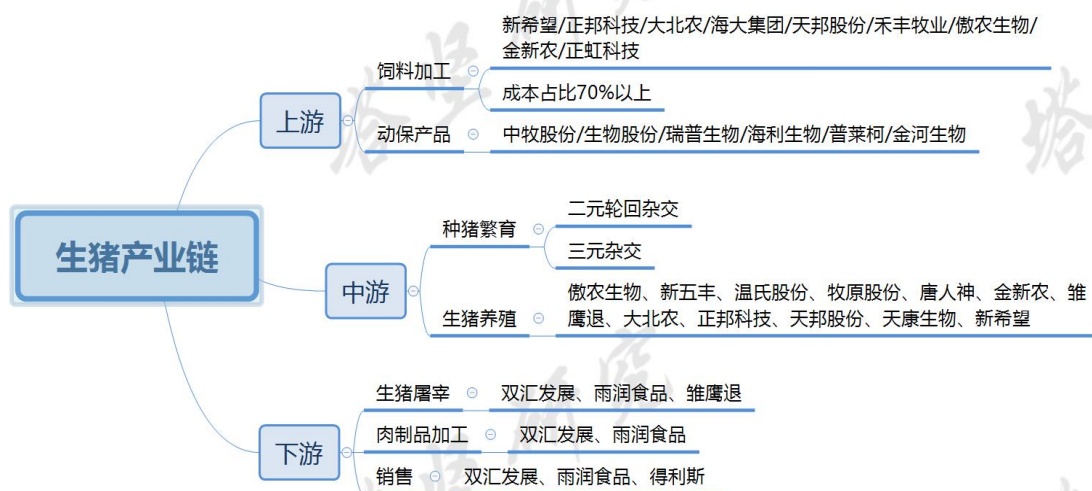 生猪产业链
上游
饲料加工
新希望/正邦科技/大北农/海大集团/天邦股份/禾丰牧业/傲农生物/
金新农/正虹科技
成本占比70%以上
动保产品
中牧股份/生物股份/瑞普生物/海利生物/普莱柯/金河生物
中游
种猪繁育
二元轮回杂交
三元杂交
生猪养殖
傲农生物、新五丰、温氏股份、牧原股份、唐人神、金新农、雏
鹰退、大北农、正邦科技、天邦股份、天康生物、新希望
下游
生猪屠宰
双汇发展、雨润食品、雏鹰退
肉制品加工
双汇发展、雨润食品
销售
双汇发展、雨润食品、得利斯